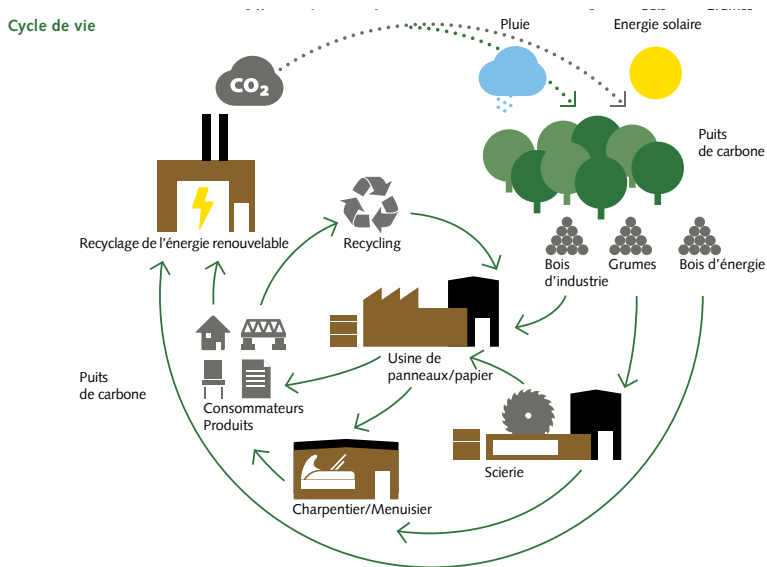 Cycle de vie
Pluie
Energie solaire
CO₂
Puits
de carbone
Recyclage de l'énergie renouvelable
Recycling
Bois
d'industrie
Grumes
Bois d'énergie
Usine de
panneaux/papier
Puits
de carbone
Consommateurs
Produits
Scierie
Charpentier/Menuisier